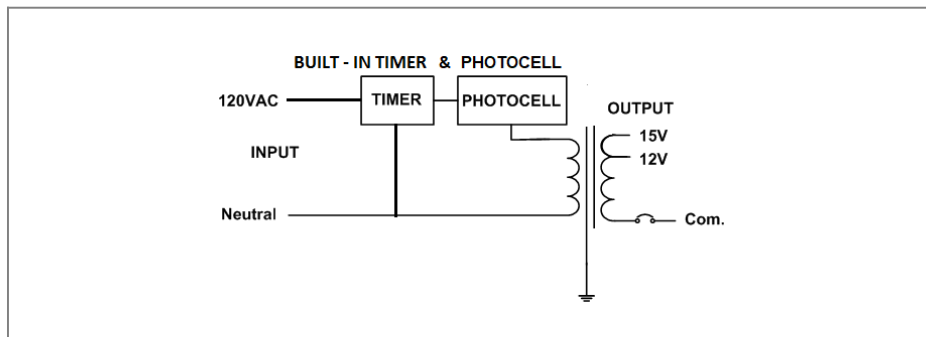 BUILT - IN TIMER & PHOTOCELL
120VAC
TIMER
PHOTOCELL
OUTPUT
15V
12V
INPUT
Neutral
Com.